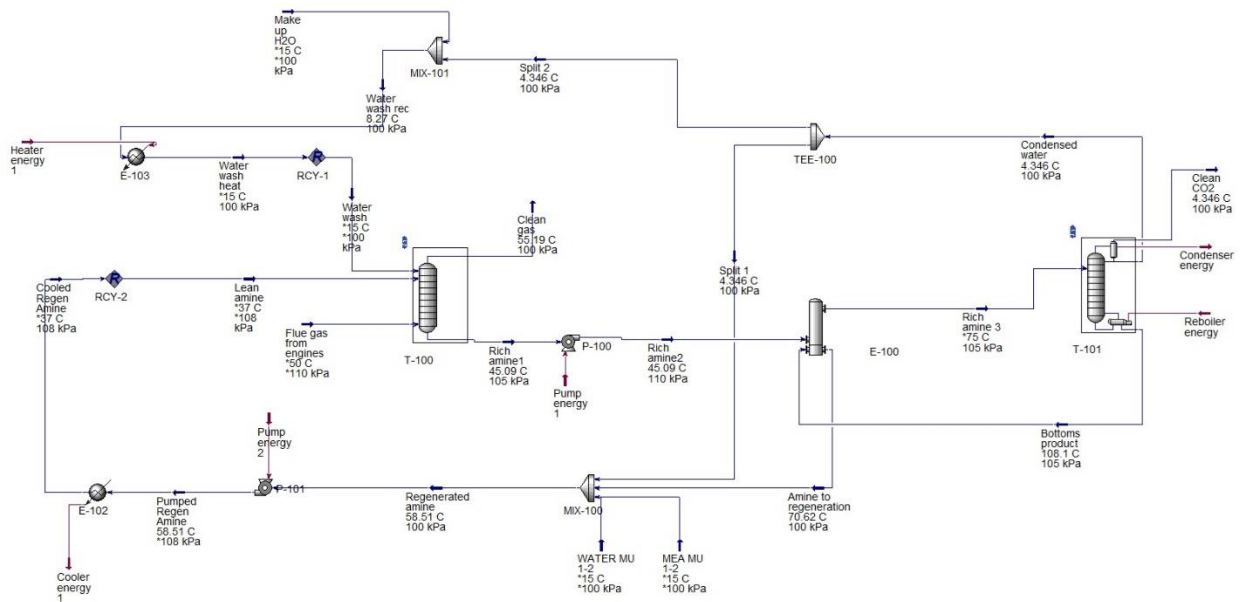 Make
up
H2O
*15 C
*100
kPa
MIX-101
Split 2
4.346 C
100 kPa
Water
wash rec
8.27 C
100 kPa
Heater
energy
1
E-103
Water
wash
heat
*15 C
100 kPa
RCY-1
TEE-100
Condensed
water
4.346 C
100 kPa
Clean
CO2
4.346 C
100 kPa
Water
wash
*15 C
*100
kPa
Clean
gas
55.19 C
100 kPa
Condenser
energy
Cooled
Regen
Amine
*37 C
108 kPa
RCY-2
Lean
amine
*37 C
*108
kPa
Split 1
4.346 C
100 kPa
Flue gas
from
engines
*50 C
*110 kPa
T-100
Rich
amine1
45.09 C
105 kPa
P-100
Pump
energy
1
Rich
amine2
45.09 C
110 kPa
E-100
Rich
amine 3
*75 C
105 kPa
Reboiler
energy
T-101
Bottoms
product
108.1 C
105 kPa
Pump
energy
2
E-102
Pumped
Regen
Amine
58.51 C
*108 kPa
P-101
Regenerated
amine
58.51 C
100 kPa
MIX-100
Amine to
regeneration
70.62 C
100 kPa
Cooler
energy
1
WATER MU
1-2
*15 C
*100 kPa
MEA MU
1-2
*15 C
*100 kPa